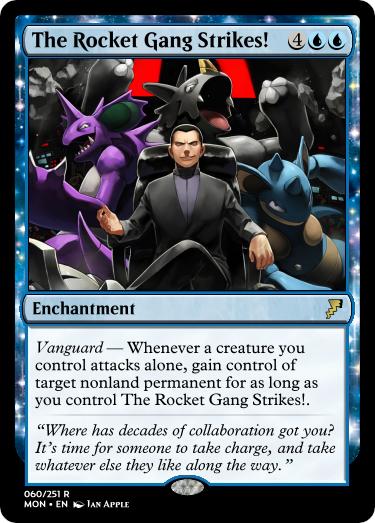 The Rocket Gang Strikes! 4
Enchantment
Vanguard — Whenever a creature you
control attacks alone, gain control of
target nonland permanent for as long as
you control The Rocket Gang Strikes!.
“Where has decades of collaboration got you?
It’s time for someone to take charge, and take
whatever else they like along the way.”
060/251 R
MON • EN Ian Apple